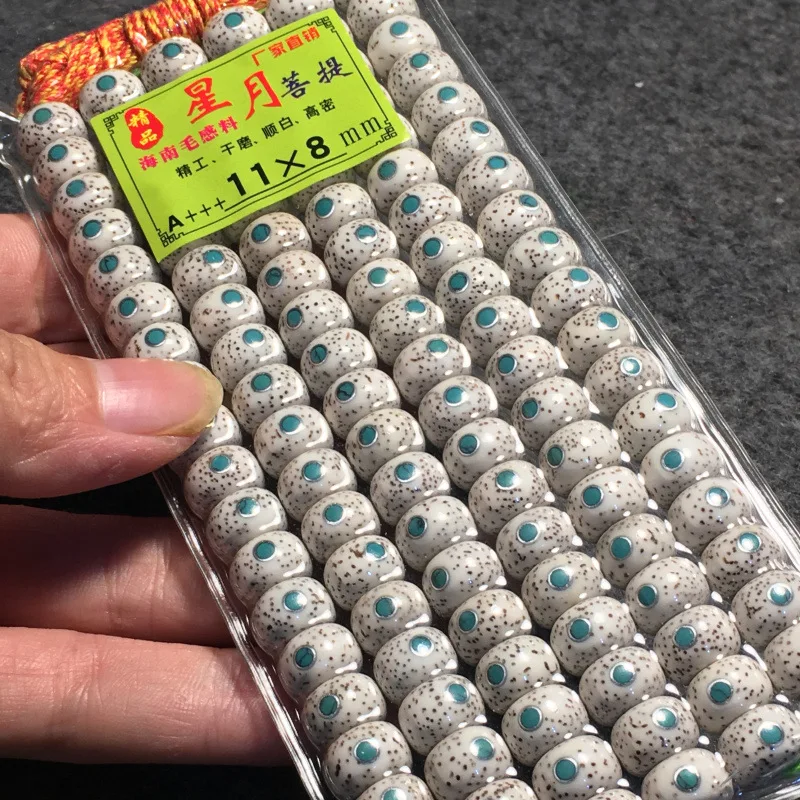 厂家直销
精品
星月菩提
海南毛感料
精工、干磨、顺白、高密
A+++ 11×8 mm